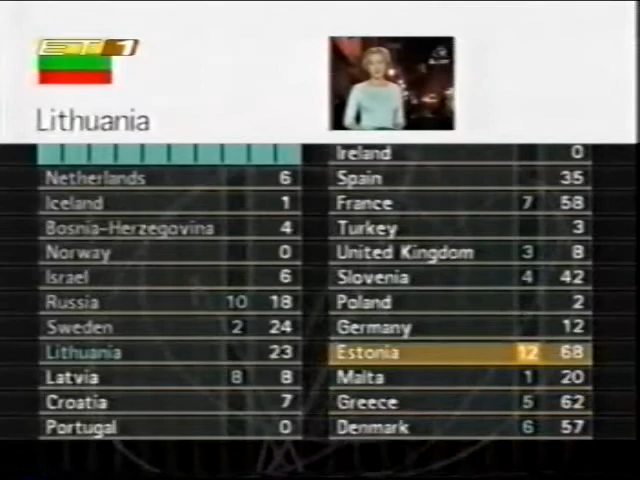 ET1
Lithuania
Netherlands 6
Iceland 1
Bosnia-Herzegovina 4
Norway 0
Israel 6
Russia 10 18
Sweden 2 24
Lithuania 23
Latvia 8 8
Croatia 7
Portugal 0
Ireland 0
Spain 35
France 7 58
Turkey 3
United Kingdom 3 8
Slovenia 4 42
Poland 2
Germany 12
Estonia 12 68
Malta 1 20
Greece 5 62
Denmark 6 57